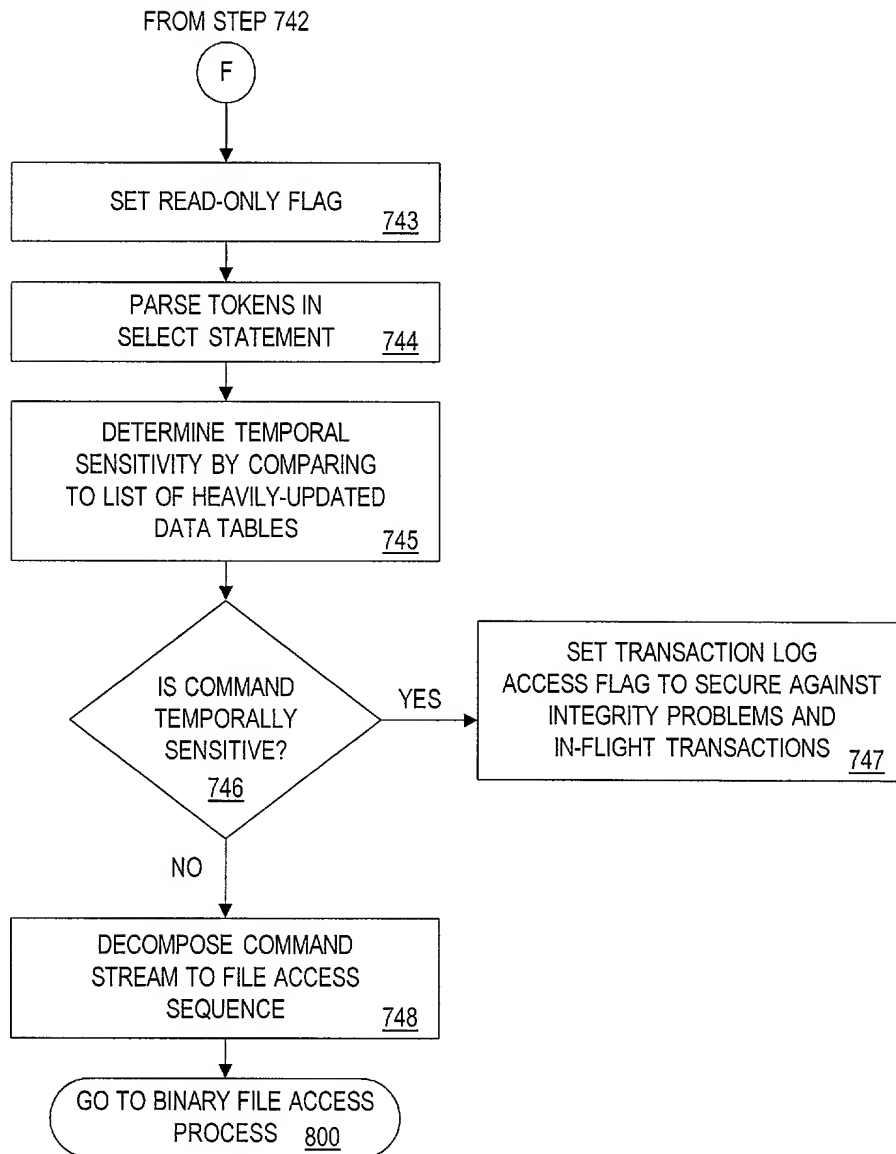 FROM STEP 742
F
SET READ-ONLY FLAG
743
PARSE TOKENS IN
SELECT STATEMENT
744
DETERMINE TEMPORAL
SENSITIVITY BY COMPARING
TO LIST OF HEAVILY-UPDATED
DATA TABLES
745
IS COMMAND
TEMPORALLY
SENSITIVE?
746
YES
SET TRANSACTION LOG
ACCESS FLAG TO SECURE AGAINST
INTEGRITY PROBLEMS AND
IN-FLIGHT TRANSACTIONS
747
NO
DECOMPOSE COMMAND
STREAM TO FILE ACCESS
SEQUENCE
748
GO TO BINARY FILE ACCESS
PROCESS 800